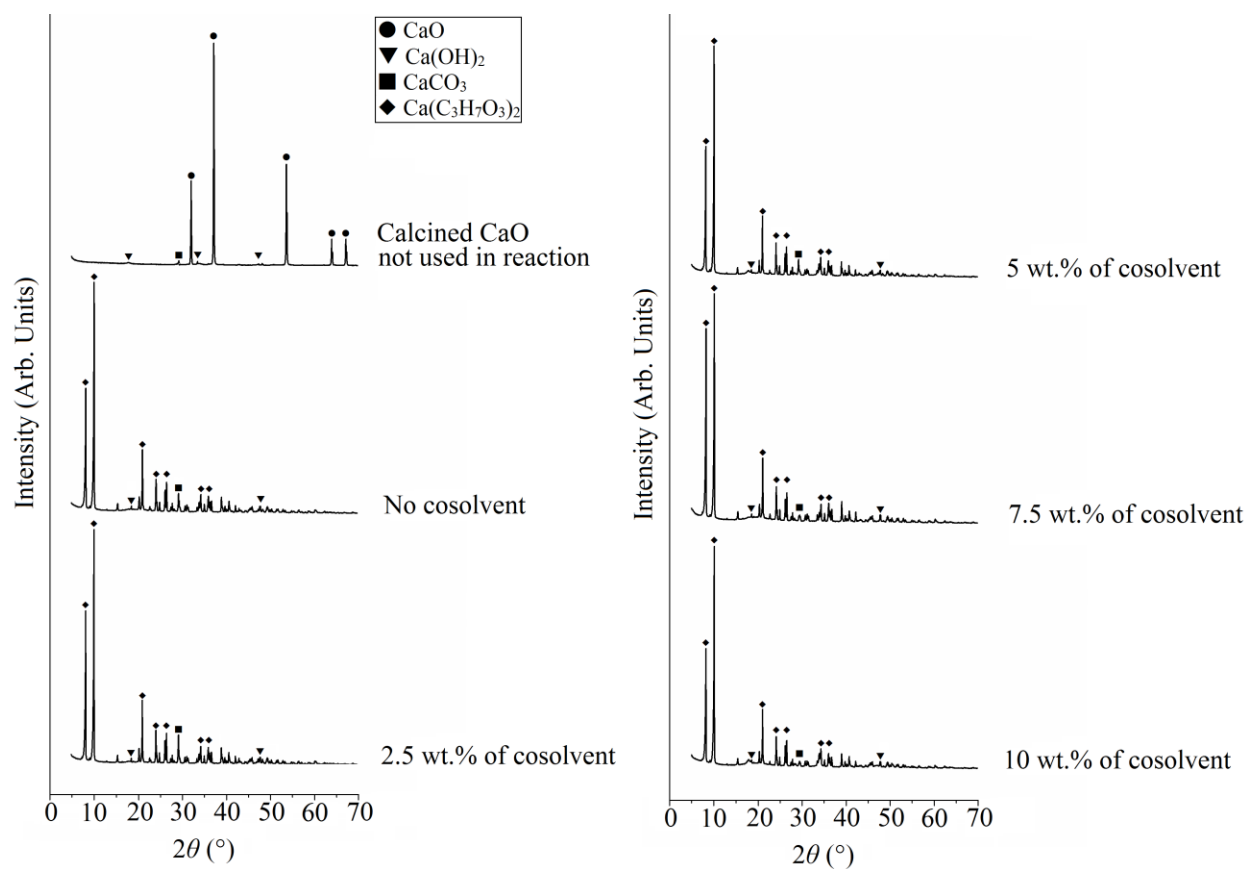 CaO
Ca(OH)2
CaCO3
Ca(C3H7O3)2
Calcined CaO
not used in reaction
No cosolvent
2.5 wt.% of cosolvent
Intensity (Arb. Units)
0 10 20 30 40 50 60 70
2θ (°)
5 wt.% of cosolvent
7.5 wt.% of cosolvent
10 wt.% of cosolvent
Intensity (Arb. Units)
0 10 20 30 40 50 60 70
2θ (°)